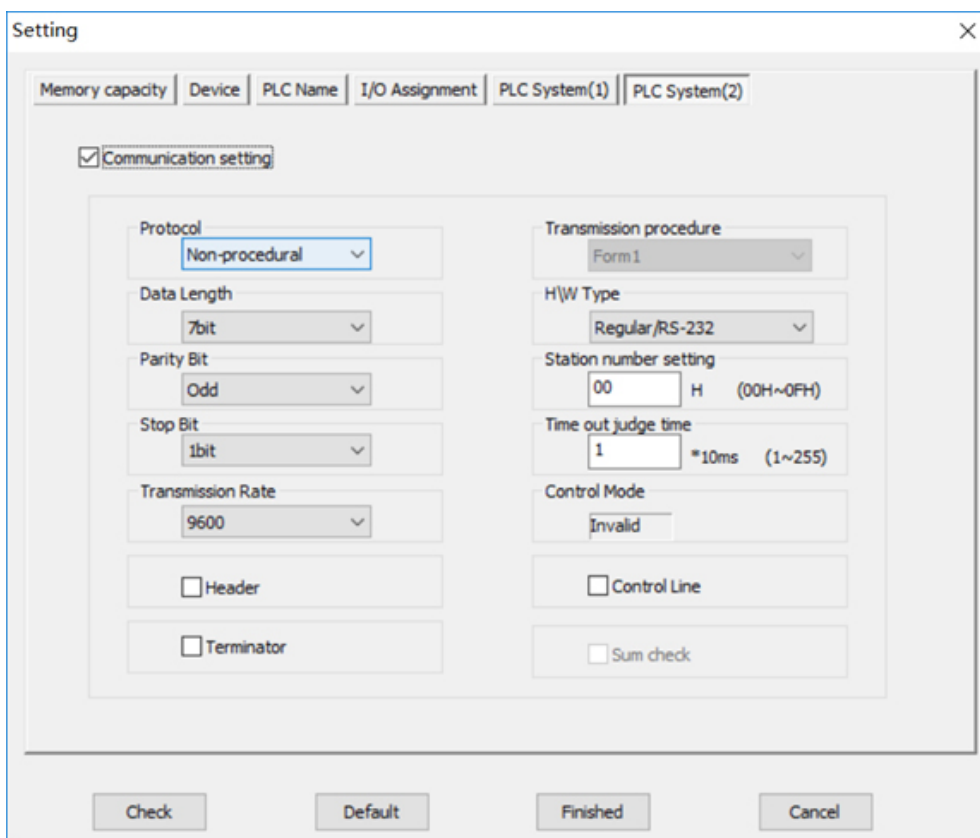 Setting
Memory capacity Device PLC Name I/O Assignment PLC System(1) PLC System(2)
Communication setting
Protocol
Non-procedural
Data Length
7bit
Parity Bit
Odd
Stop Bit
1bit
Transmission Rate
9600
Header
Terminator
Transmission procedure
Form1
H\W Type
Regular/RS-232
Station number setting
00 H (00H~0FH)
Time out judge time
1 *10ms (1~255)
Control Mode
Invalid
Control Line
Sum check
Check Default Finished Cancel